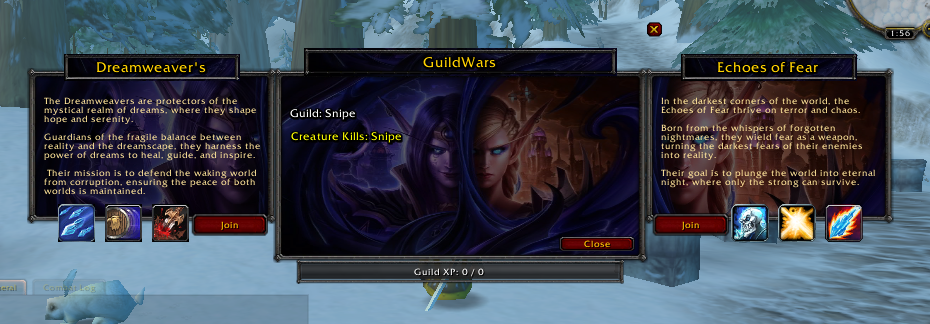 1:56
Dreamweaver's
The Dreamweavers are protectors of the
mystical realm of dreams, where they shape
hope and serenity.
Guardians of the fragile balance between
reality and the dreamscape, they harness the
power of dreams to heal, guide, and inspire.
Their mission is to defend the waking world
from corruption, ensuring the peace of both
worlds is maintained.
Join
GuildWars
Guild: Snipe
Creature Kills: Snipe
Close
Guild XP: 0 / 0
Echoes of Fear
In the darkest corners of the world, the
Echoes of Fear thrive on terror and chaos.
Born from the whispers of forgotten
nightmares, they wield fear as a weapon,
turning the darkest fears of their enemies
into reality.
Their goal is to plunge the world into eternal
night, where only the strong can survive.
Join
Log